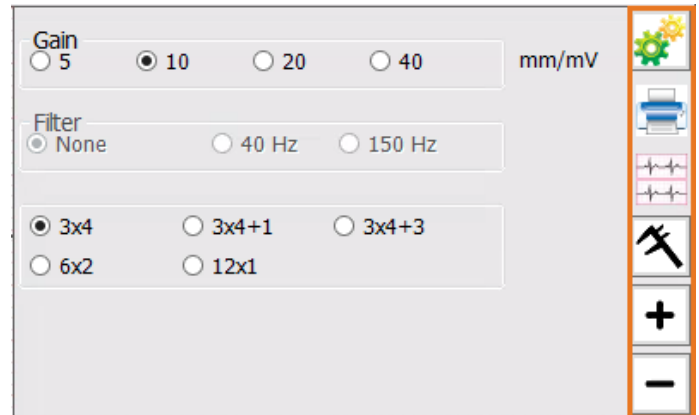 Gain
5 10 20 40 mm/mV
Filter
None 40 Hz 150 Hz
3x4 3x4+1 3x4+3
6x2 12x1